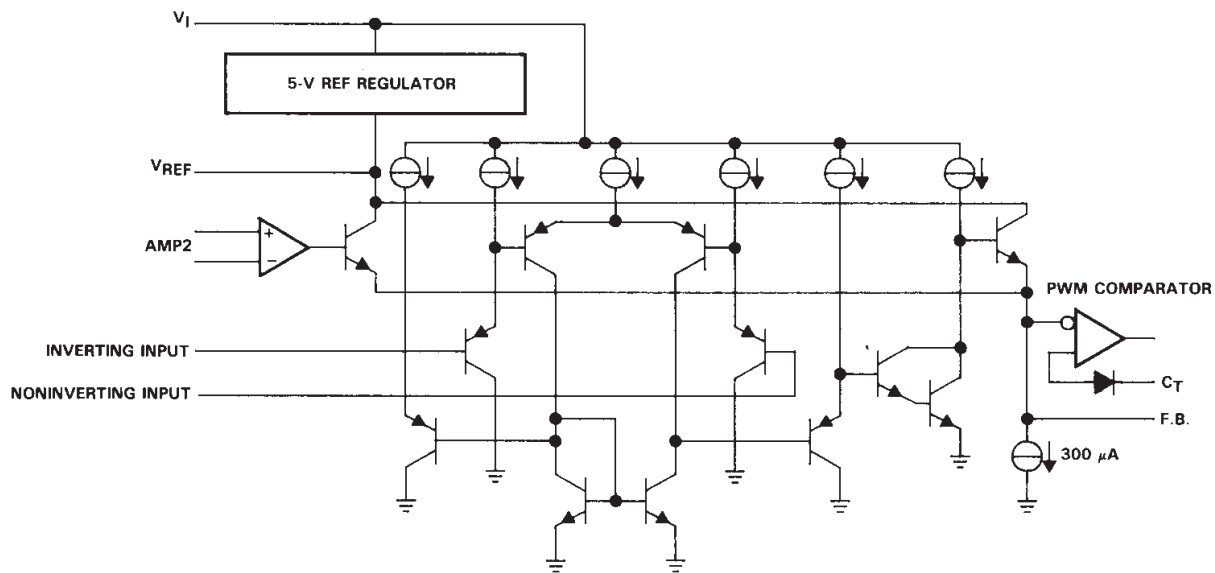 VI
5-V REF REGULATOR
VREF
AMP2
+
−
PWM COMPARATOR
INVERTING INPUT
NONINVERTING INPUT
CT
F.B.
300 μA